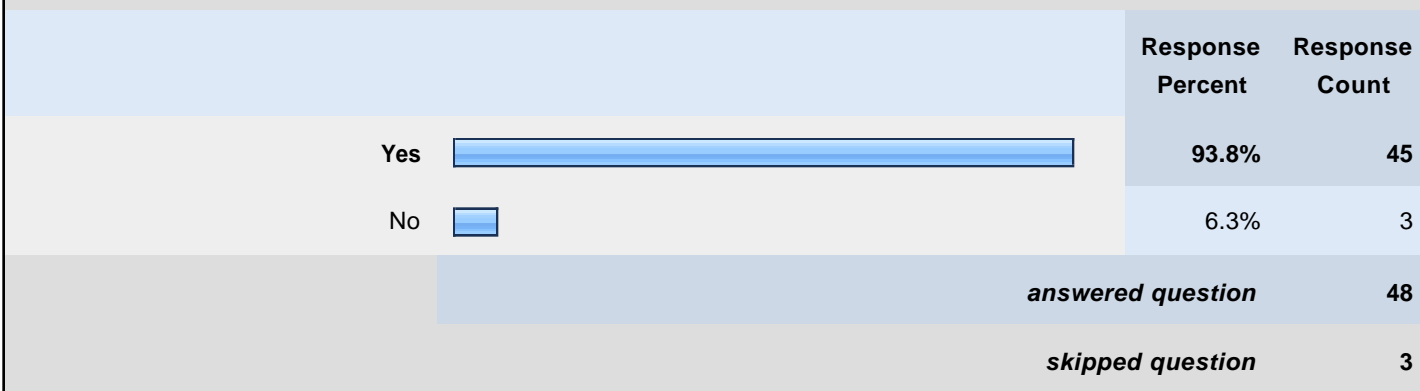 Response Response
Percent Count
Yes 93.8% 45
No 6.3% 3
answered question 48
skipped question 3